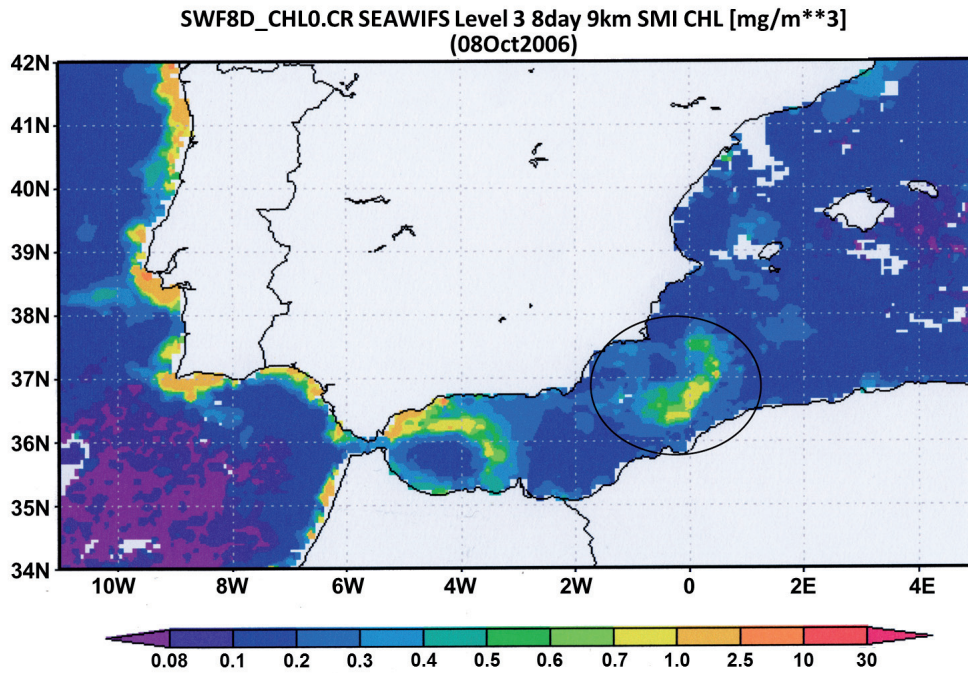 SWF8D_CHL0.CR SEAWIFS Level 3 8day 9km SMI CHL [mg/m**3]
(08Oct2006)
42N
41N
40N
39N
38N
37N
36N
35N
34N
10W 8W 6W 4W 2W 0 2E 4E
0.08 0.1 0.2 0.3 0.4 0.5 0.6 0.7 1.0 2.5 10 30